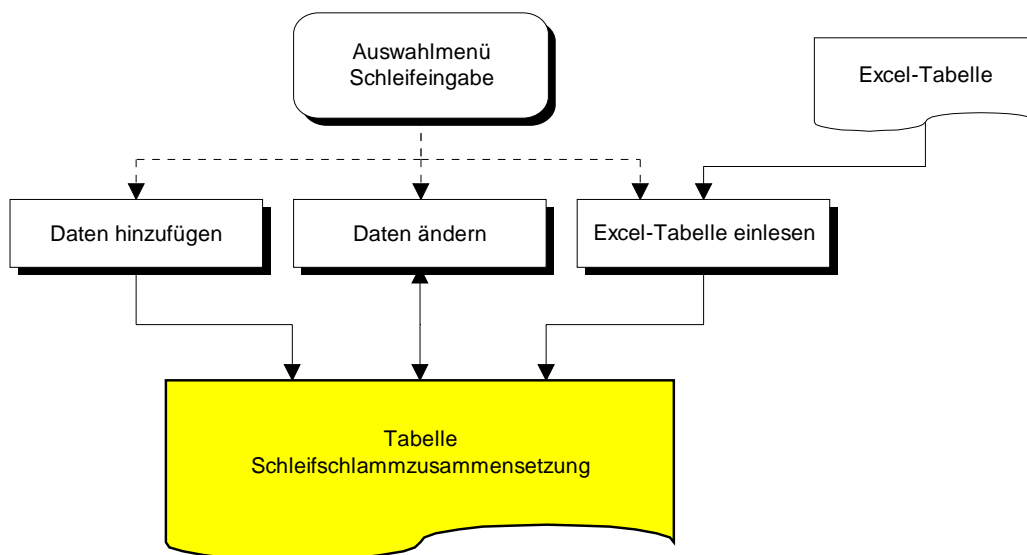 Auswahlmenü
Schleifeingabe
Excel-Tabelle
Daten hinzufügen
Daten ändern
Excel-Tabelle einlesen
Tabelle
Schleifschlammzusammensetzung